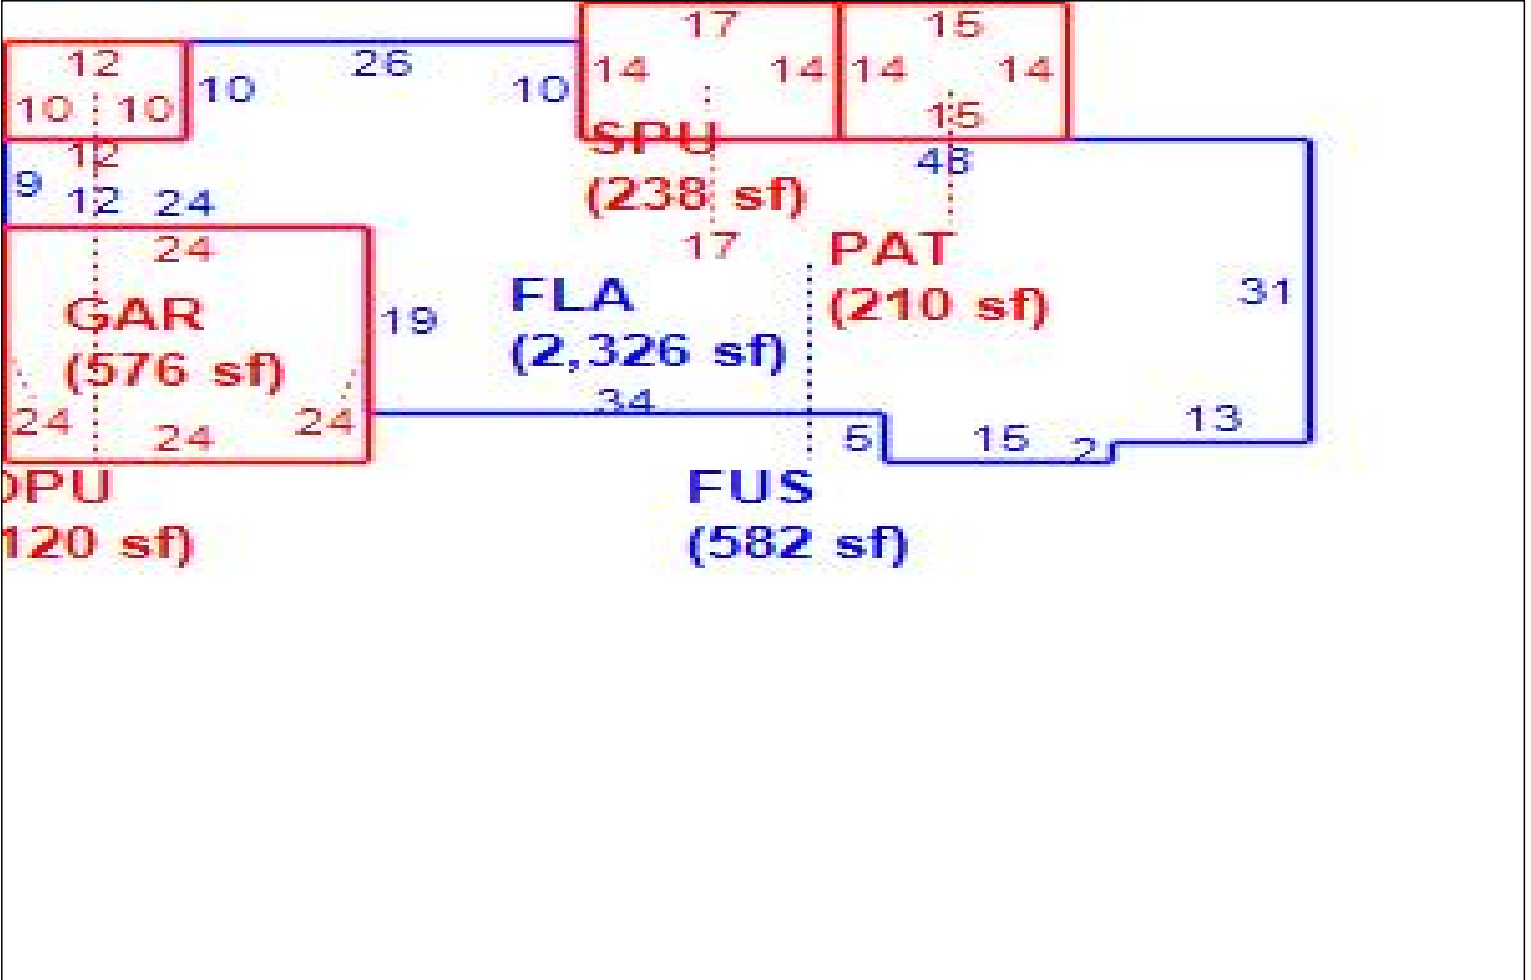 17 15
12 26 14 14 14 14
10 10 10 10 15
12 SPU 48
9 12 24 (238 sf)
24 17 PAT
GAR 19 FLA (210 sf) 31
(576 sf) (2,326 sf)
34
24 24 24 5 15 2 13
OPU FUS
120 sf) (582 sf)